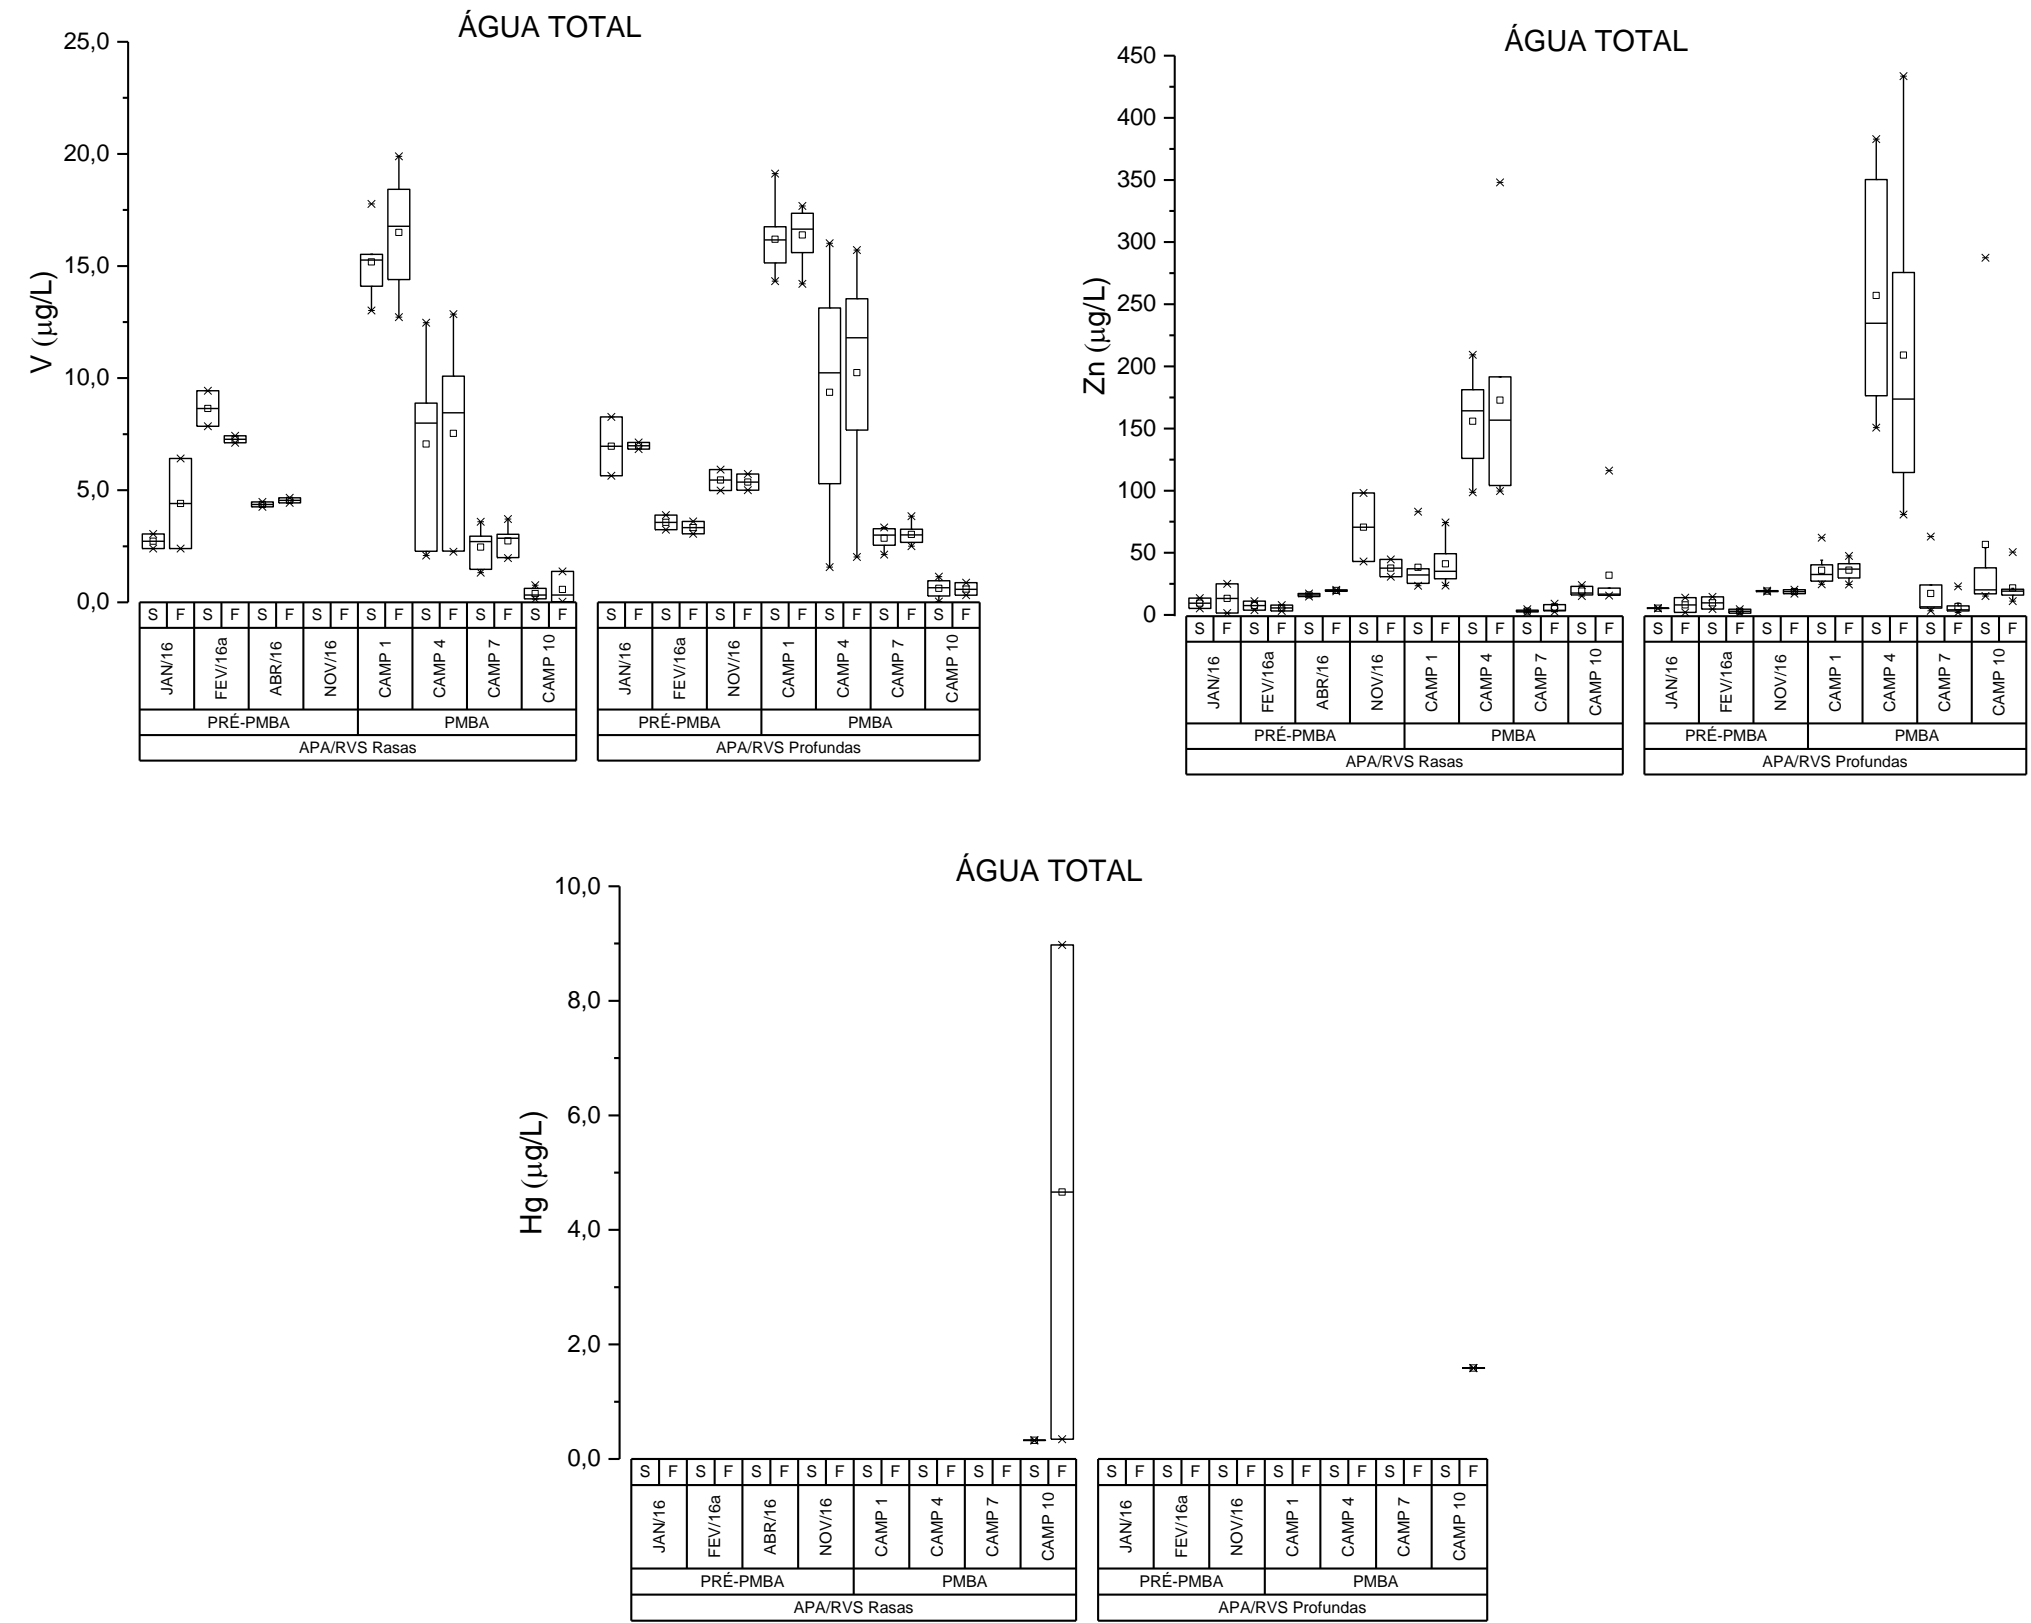 ÁGUA TOTAL
V (µg/L)
25,0
20,0
15,0
10,0
5,0
0,0
S F S F S F S F S F S F S F S F S F S F S F S F S F S F S F
JAN/16 FEV/16a ABR/16 NOV/16 CAMP 1 CAMP 4 CAMP 7 CAMP 10 JAN/16 FEV/16a NOV/16 CAMP 1 CAMP 4 CAMP 7 CAMP 10
PRÉ-PMBA PMBA PRÉ-PMBA PMBA
APA/RVS Rasas APA/RVS Profundas
ÁGUA TOTAL
Zn (µg/L)
450
400
350
300
250
200
150
100
50
0
S F S F S F S F S F S F S F S F S F S F S F S F S F S F S F
JAN/16 FEV/16a ABR/16 NOV/16 CAMP 1 CAMP 4 CAMP 7 CAMP 10 JAN/16 FEV/16a NOV/16 CAMP 1 CAMP 4 CAMP 7 CAMP 10
PRÉ-PMBA PMBA PRÉ-PMBA PMBA
APA/RVS Rasas APA/RVS Profundas
ÁGUA TOTAL
Hg (µg/L)
10,0
8,0
6,0
4,0
2,0
0,0
S F S F S F S F S F S F S F S F S F S F S F S F S F S F S F
JAN/16 FEV/16a ABR/16 NOV/16 CAMP 1 CAMP 4 CAMP 7 CAMP 10 JAN/16 FEV/16a NOV/16 CAMP 1 CAMP 4 CAMP 7 CAMP 10
PRÉ-PMBA PMBA PRÉ-PMBA PMBA
APA/RVS Rasas APA/RVS Profundas